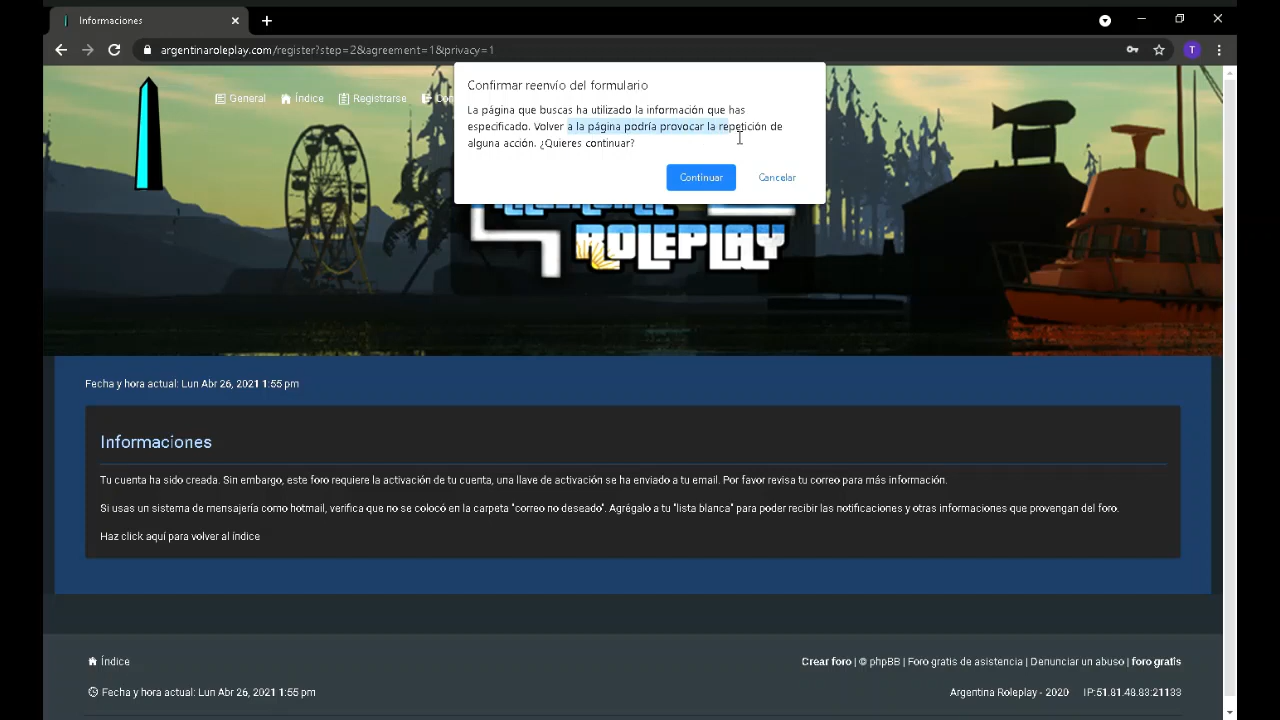 Informaciones
argentinaroleplay.com/register?step=2&agreement=1&privacy=1
T
General
Índice
Registrarse
Confirmar reenvío del formulario
La página que buscas ha utilizado la información que has
especificado. Volver a la página podría provocar la repetición de
alguna acción. ¿Quieres continuar?
Continuar
Cancelar
ROLEPLAY
Fecha y hora actual: Lun Abr 26, 2021 1:55 pm
Informaciones
Tu cuenta ha sido creada. Sin embargo, este foro requiere la activación de tu cuenta, una llave de activación se ha enviado a tu email. Por favor revisa tu correo para más información.
Si usas un sistema de mensajería como hotmail, verifica que no se colocó en la carpeta "correo no deseado". Agrégalo a tu "lista blanca" para poder recibir las notificaciones y otras informaciones que provengan del foro.
Haz click aquí para volver al índice
Índice
Crear foro | © phpBB | Foro gratis de asistencia | Denunciar un abuso | foro gratis
Fecha y hora actual: Lun Abr 26, 2021 1:55 pm
Argentina Roleplay - 2020 IP:51.81.48.83:21133